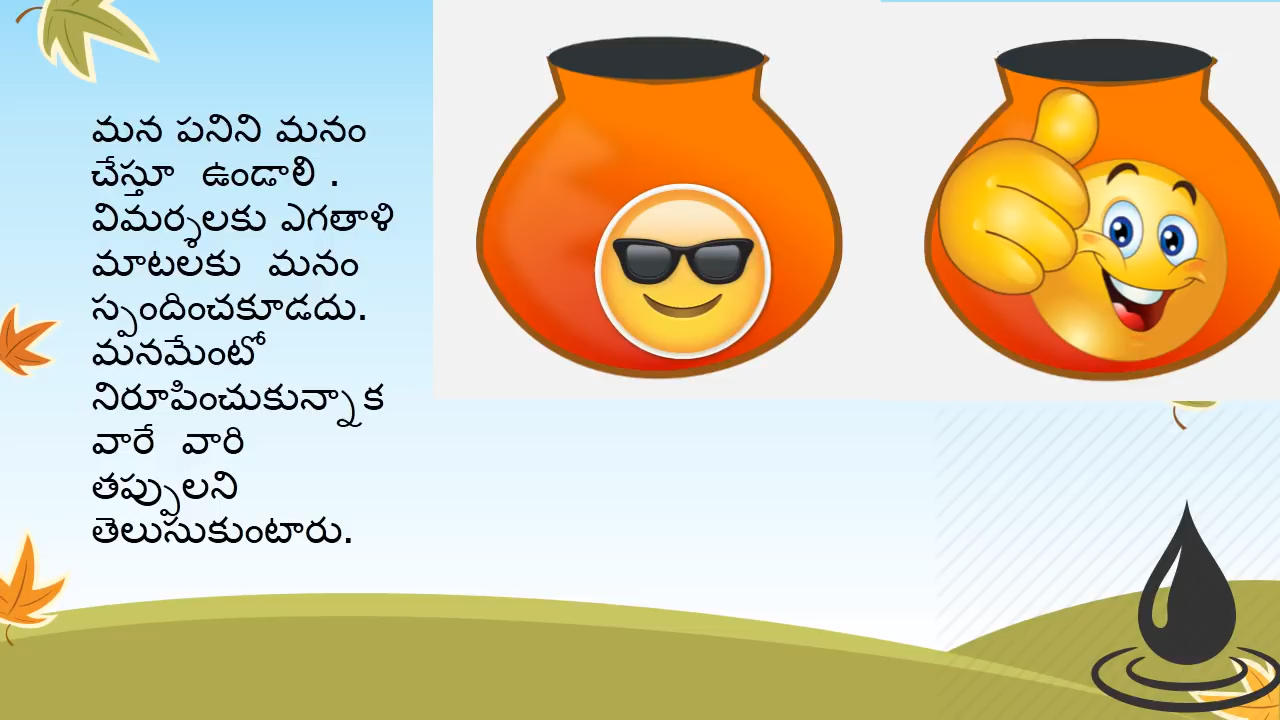 మన పనిని మనం
చేస్తూ ఉండాలి .
విమర్శలకు ఎగతాళి
మాటలకు మనం
స్పందించకూడదు.
మనమేంటో
నిరూపించుకున్నాక
వారే వారి
తప్పులని
తెలుసుకుంటారు.